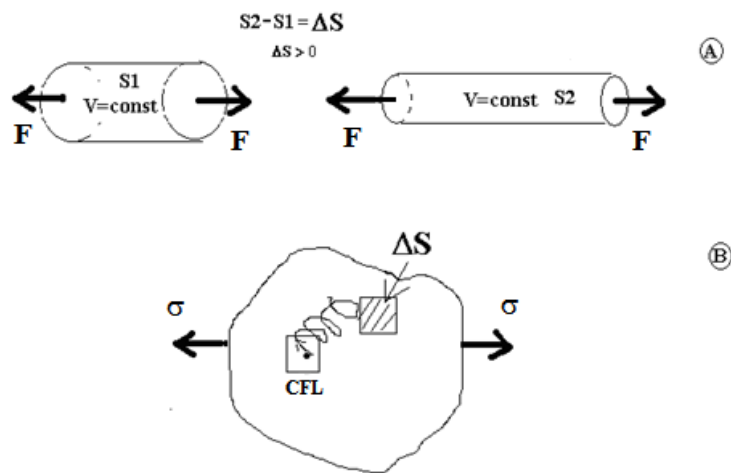 S2-S1=ΔS
ΔS>0
A
S1
V=const
F
F
V=const S2
F
F
B
ΔS
σ
σ
CFL